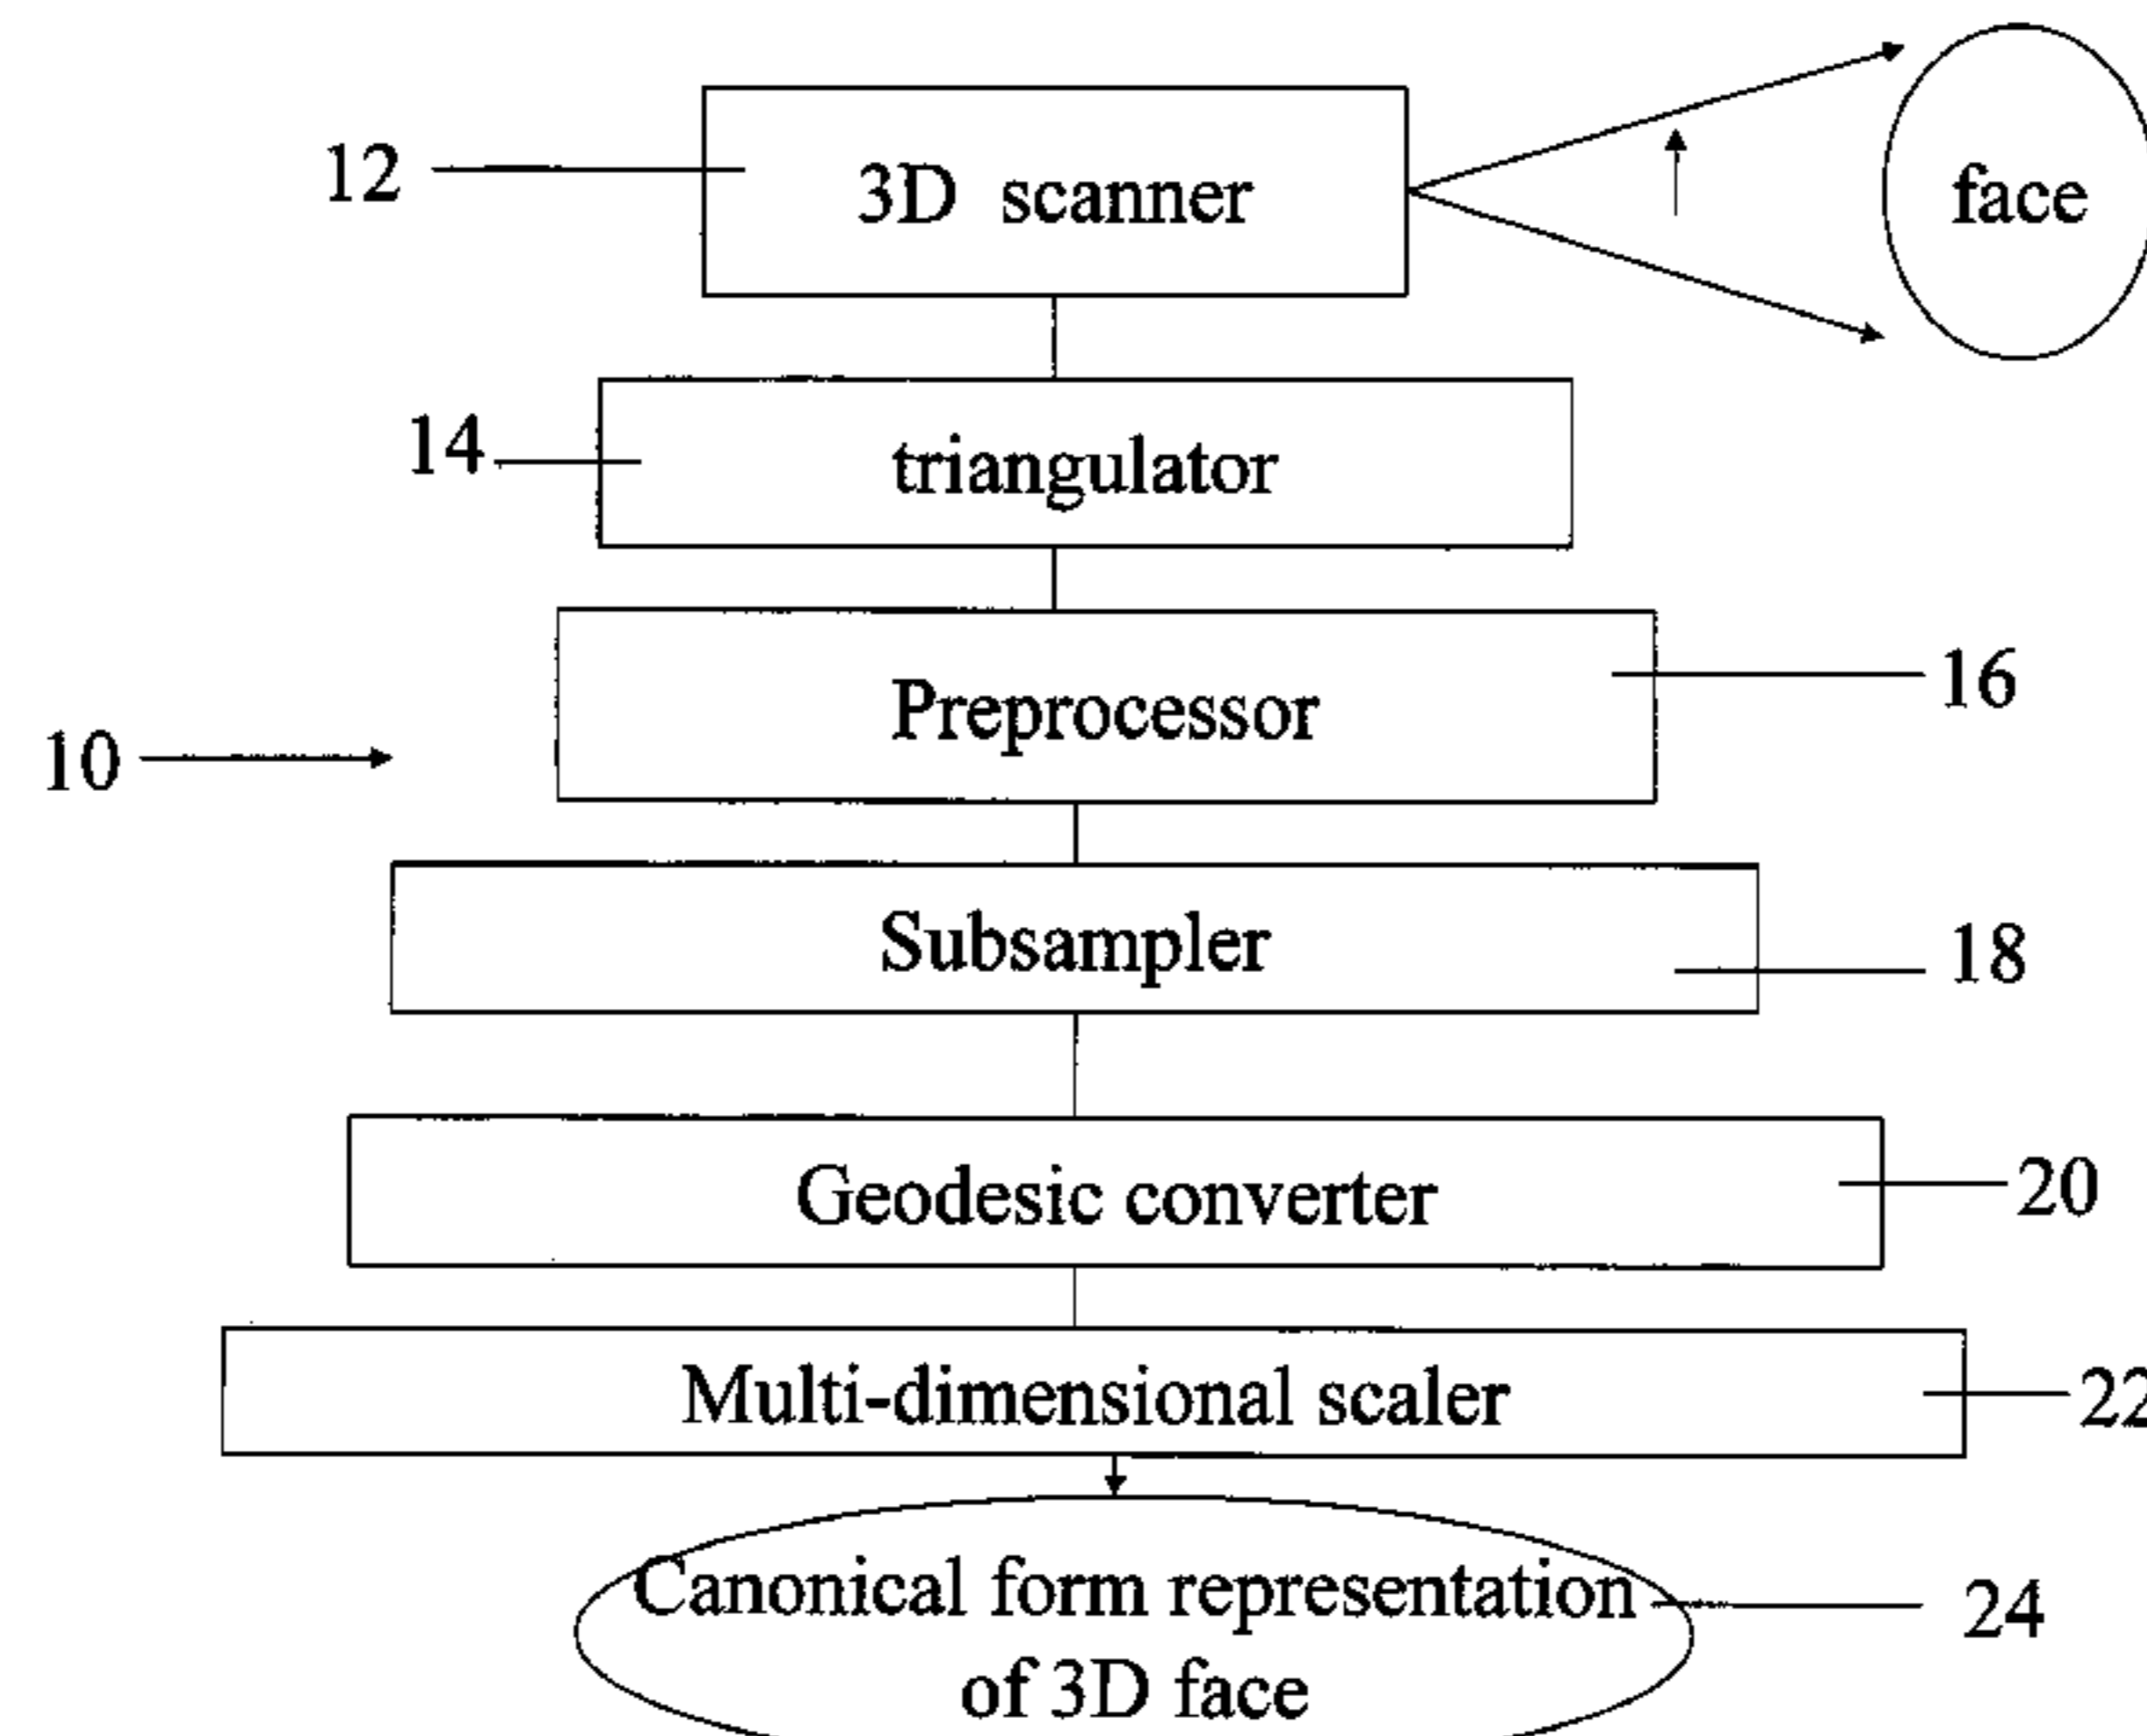 12
3D scanner
face
14
triangulator
16
Preprocessor
10
Subsampler
18
Geodesic converter
20
Multi-dimensional scaler
22
Canonical form representation
of 3D face
24